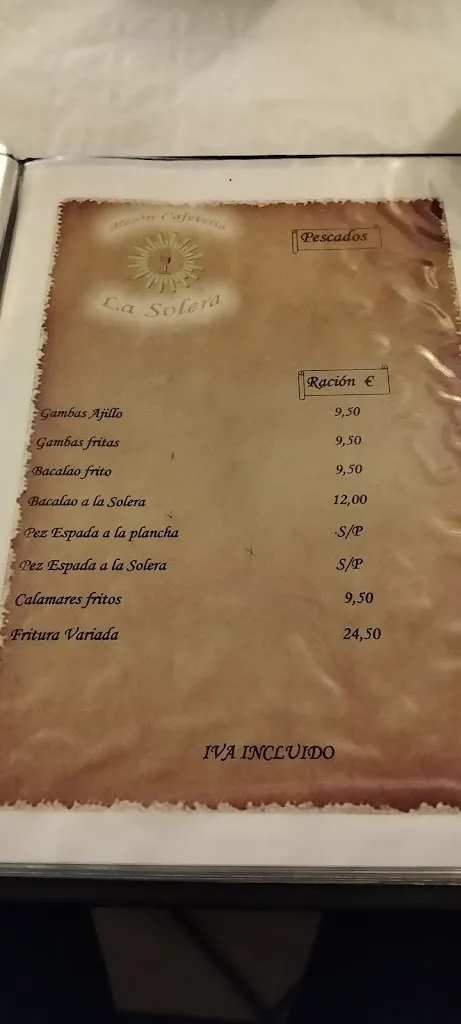 Mesón-Cafetería
La Solera
Pescados
Ración €
Gambas Ajillo 9,50
Gambas fritas 9,50
Bacalao frito 9,50
Bacalao a la Solera 12,00
Pez Espada a la plancha S/P
Pez Espada a la Solera S/P
Calamares fritos 9,50
Fritura Variada 24,50
IVA INCLUIDO